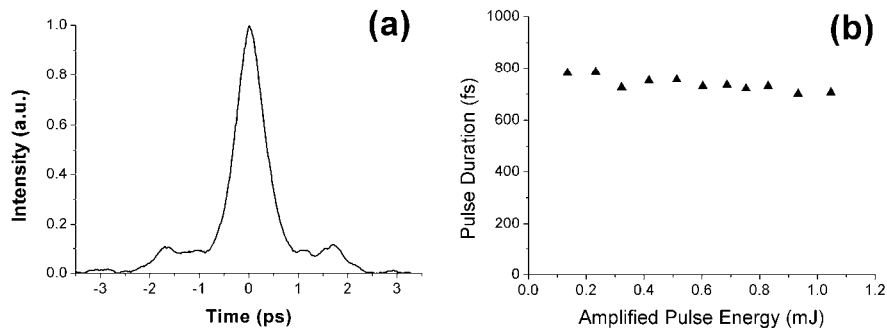 (a)
1.0
0.8
0.6
0.4
0.2
0.0
Intensity (a.u.)
-3 -2 -1 0 1 2 3
Time (ps)
(b)
1000
800
600
400
200
0
Pulse Duration (fs)
0.0 0.2 0.4 0.6 0.8 1.0 1.2
Amplified Pulse Energy (mJ)